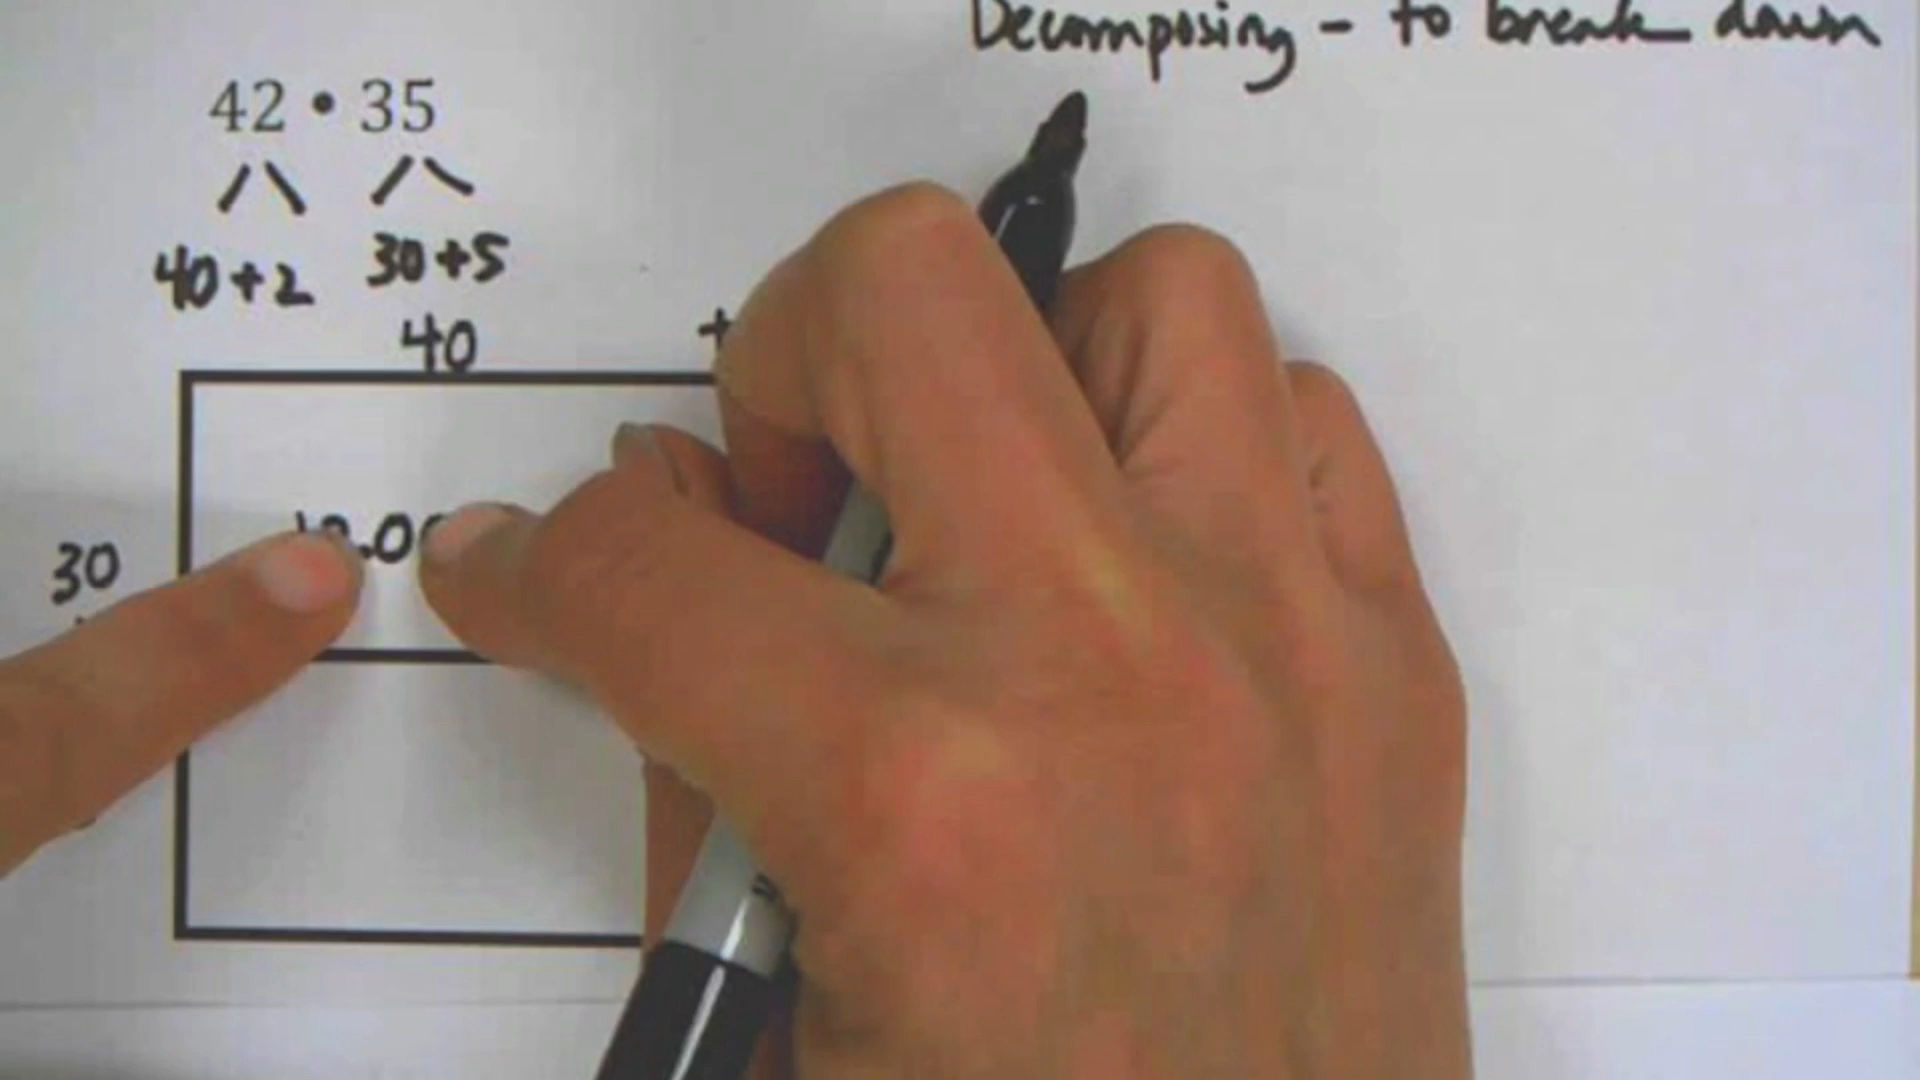 Decomposing - to break down
42 • 35
40+2 30+5
40 +
30